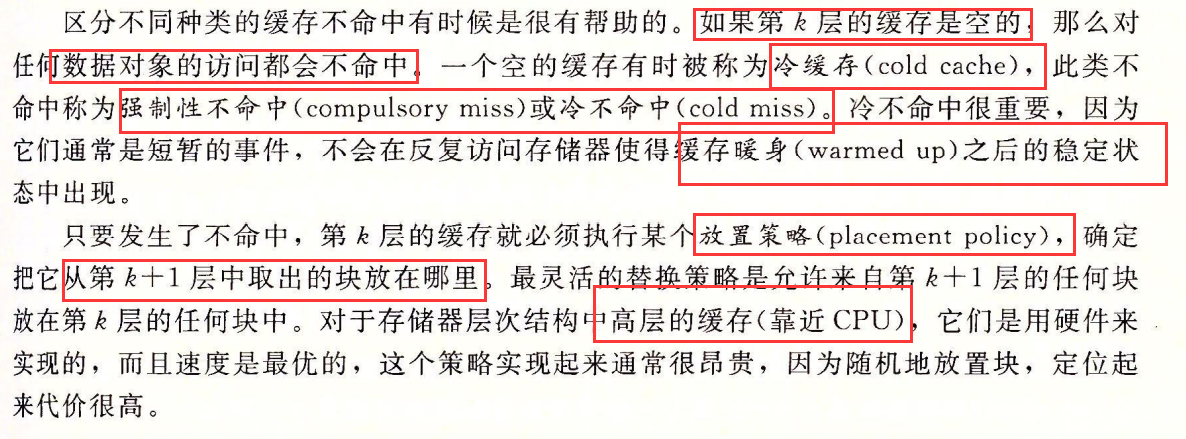 区分不同种类的缓存不命中有时候是很有帮助的。如果第 k 层的缓存是空的，那么对
任何数据对象的访问都会不命中。一个空的缓存有时被称为冷缓存(cold cache)，此类不
命中称为强制性不命中(compulsory miss)或冷不命中(cold miss)。冷不命中很重要，因为
它们通常是短暂的事件，不会在反复访问存储器使得缓存暖身(warmed up)之后的稳定状
态中出现。
只要发生了不命中，第 k 层的缓存就必须执行某个放置策略(placement policy)，确定
把它从第 k+1 层中取出的块放在哪里。最灵活的替换策略是允许来自第 k+1 层的任何块
放在第 k 层的任何块中。对于存储器层次结构中高层的缓存(靠近 CPU)，它们是用硬件来
实现的，而且速度是最优的，这个策略实现起来通常很昂贵，因为随机地放置块，定位起
来代价很高。